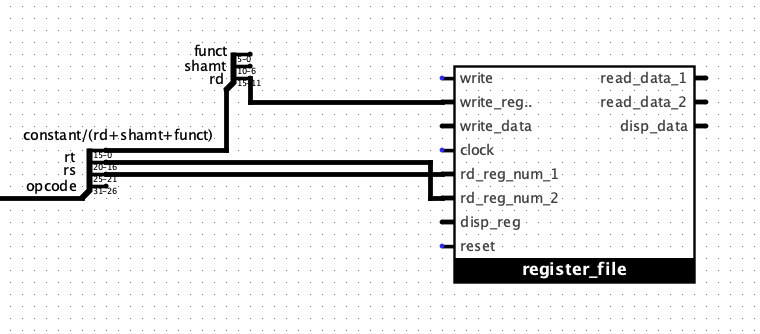 funct
5-0
shamt
10-6
rd
15-11
constant/(rd+shamt+funct)
15-0
rt
20-16
rs
25-21
opcode
31-26
write
write_reg..
write_data
clock
rd_reg_num_1
rd_reg_num_2
disp_reg
reset
read_data_1
read_data_2
disp_data
register_file